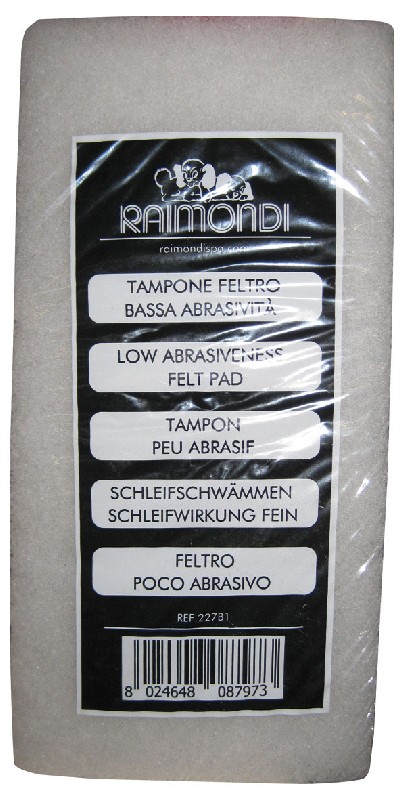 RAIMONDI
raimondispa.com
TAMPONE FELTRO
BASSA ABRASIVITÀ
LOW ABRASIVENESS
FELT PAD
TAMPON
PEU ABRASIF
SCHLEIFSCHWÄMMEN
SCHLEIFWIRKUNG FEIN
FELTRO
POCO ABRASIVO
REF 227B1
8 024648 087973